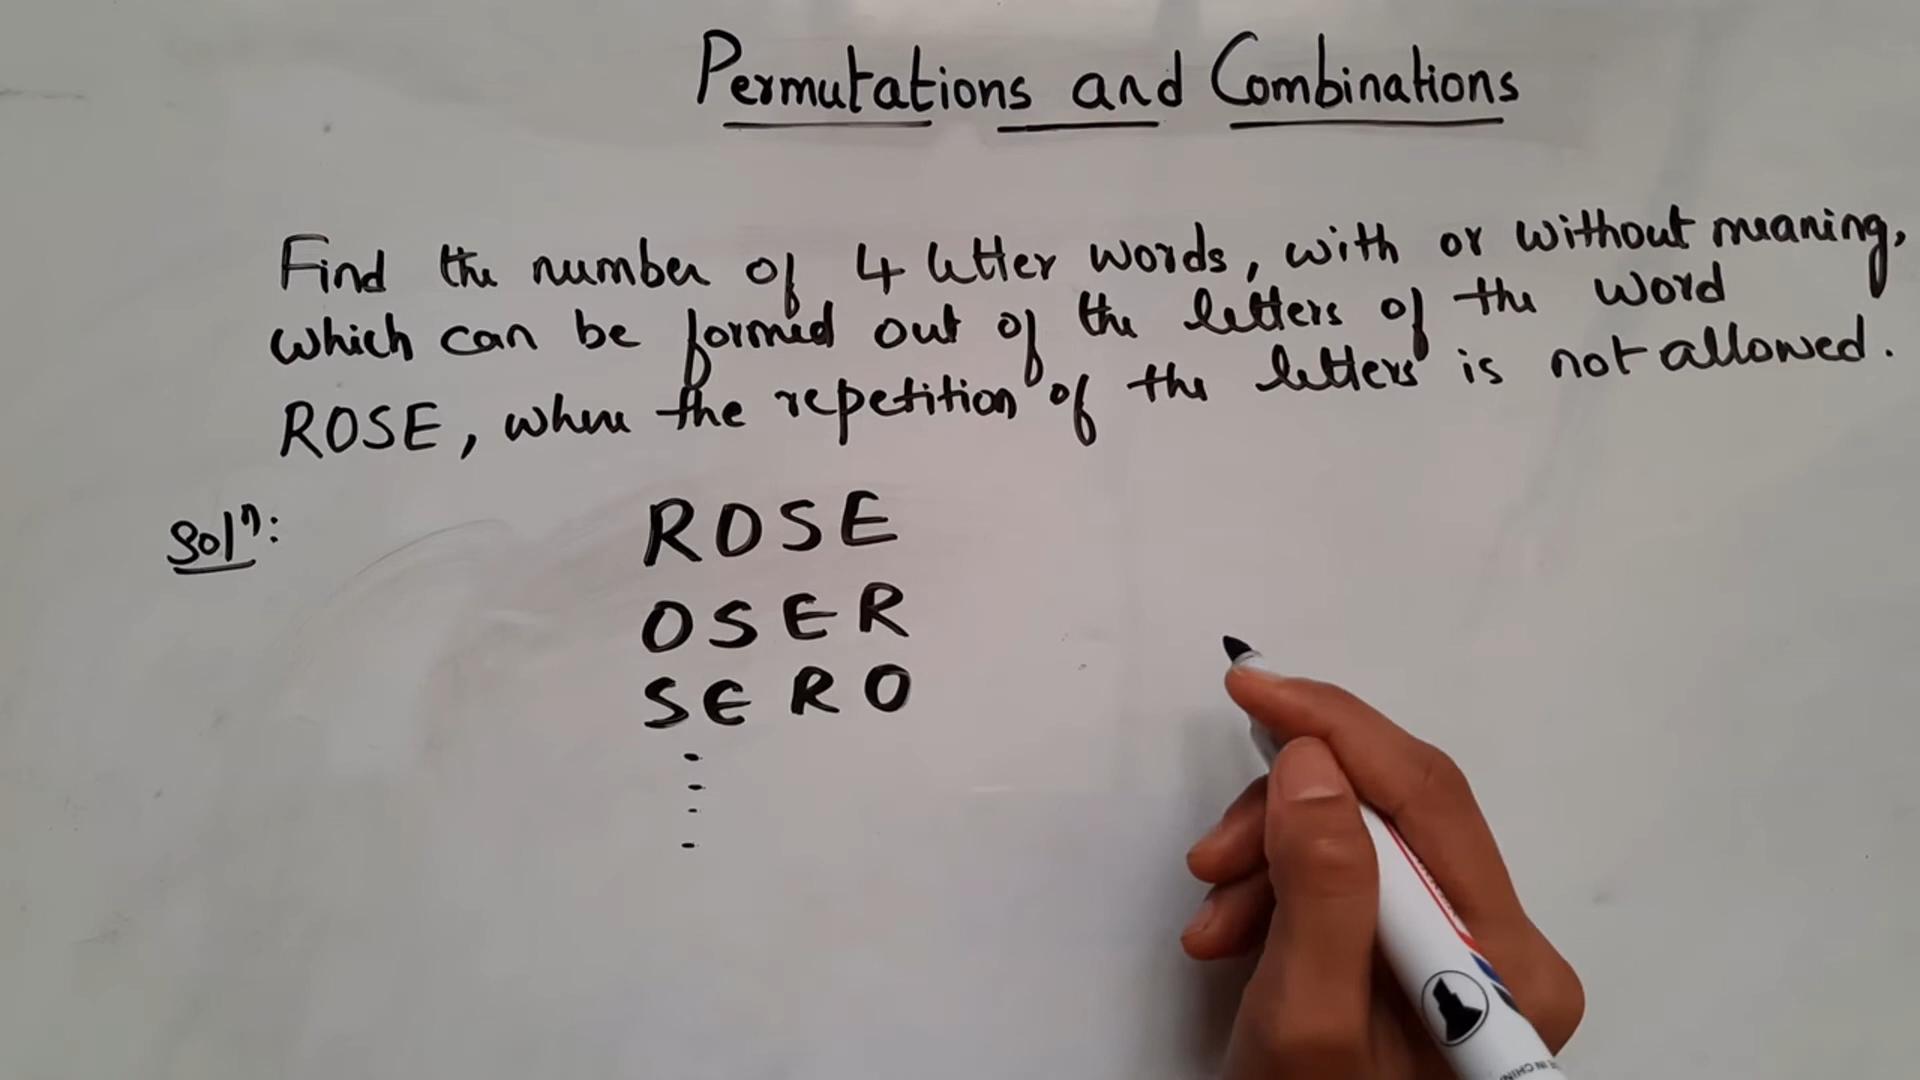 Permutations and Combinations
Find the number of 4 letter words, with or without meaning,
which can be formed out of the letters of the word
ROSE, where the repetition of the letters is not allowed.
Solⁿ:
ROSE
OSER
SERO